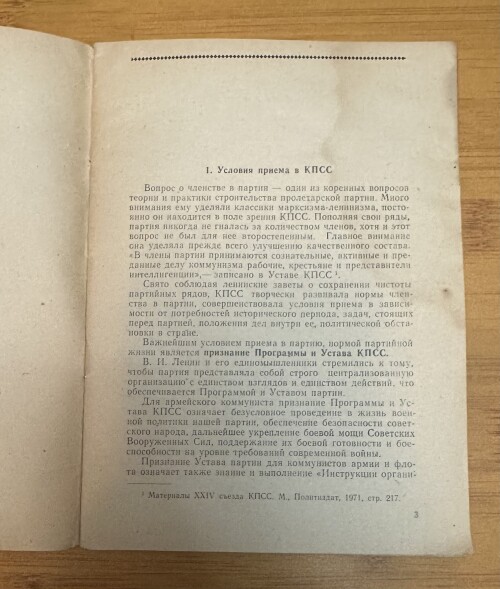 1. Условия приема в КПСС
Вопрос о членстве в партии — один из коренных вопросов
теории и практики строительства пролетарской партии. Много
внимания ему уделяли классики марксизма-ленинизма, посто-
янно он находится в поле зрения КПСС. Пополняя свои ряды,
партия никогда не гналась за количеством членов, хотя и этот
вопрос не был для нее второстепенным. Главное внимание
она уделяла прежде всего улучшению качественного состава.
«В члены партии принимаются сознательные, активные и пре-
данные делу коммунизма рабочие, крестьяне и представители
интеллигенции»,— записано в Уставе КПСС¹.
Свято соблюдая ленинские заветы о сохранении чистоты
партийных рядов, КПСС творчески развивала нормы член-
ства в партии, совершенствовала условия приема в зависи-
мости от потребностей исторического периода, задач, стоящих
перед партией, положения дел внутри ее, политической обста-
новки в стране.
Важнейшим условием приема в партию, нормой партийной
жизни является признание Программы и Устава КПСС.
В. И. Ленин и его единомышленники стремились к тому,
чтобы партия представляла собой строго централизованную
организацию с единством взглядов и единством действий, что
обеспечивается Программой и Уставом партии.
Для армейского коммуниста признание Программы и Ус-
тава КПСС означает безусловное проведение в жизнь воен-
ной политики нашей партии, обеспечение безопасности совет-
ского народа, дальнейшее укрепление боевой мощи Советских
Вооруженных Сил, поддержание их боевой готовности и бое-
способности на уровне требований современной войны.
Признание Устава партии для коммунистов армии и фло-
та означает также знание и выполнение «Инструкции органи-
¹ Материалы XXIV съезда КПСС. М., Политиздат, 1971, стр. 217.
3